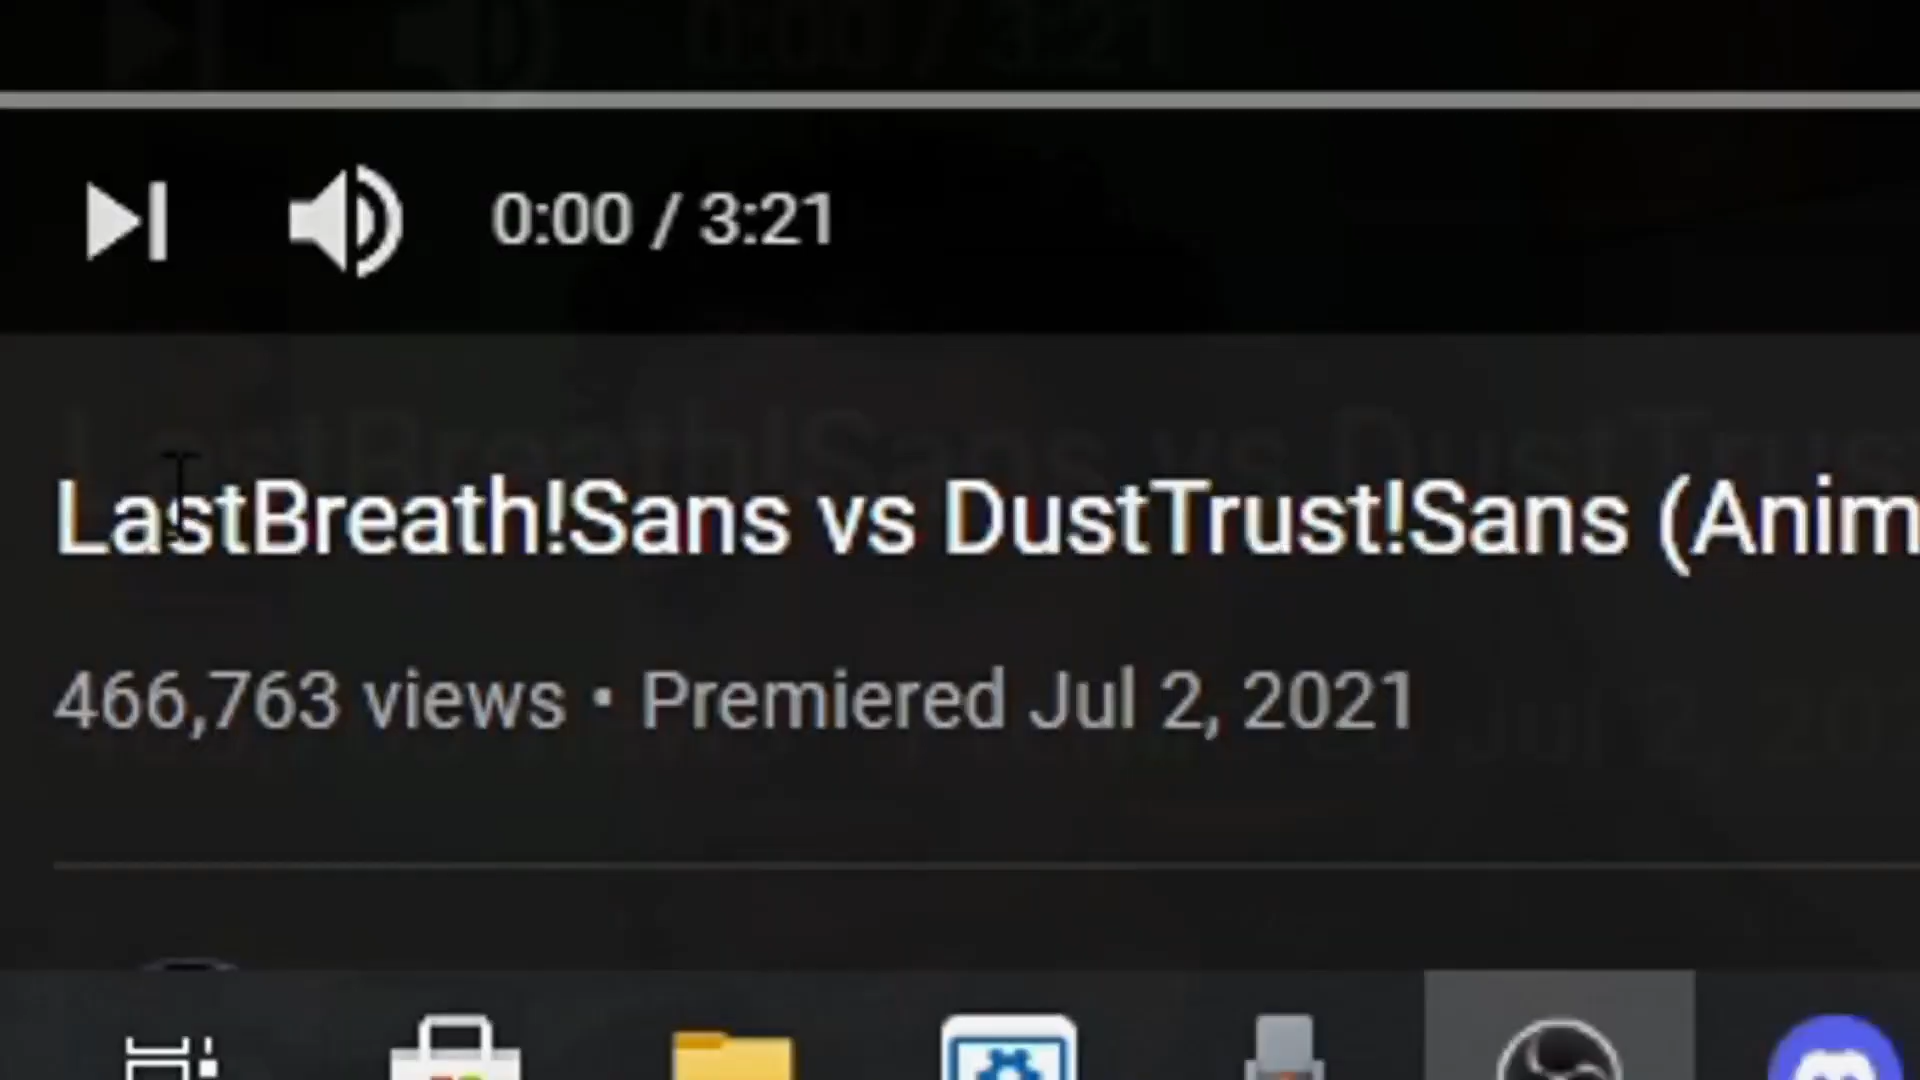 0:00 / 3:21
LastBreath!Sans vs DustTrust!Sans (Anim
466,763 views • Premiered Jul 2, 2021